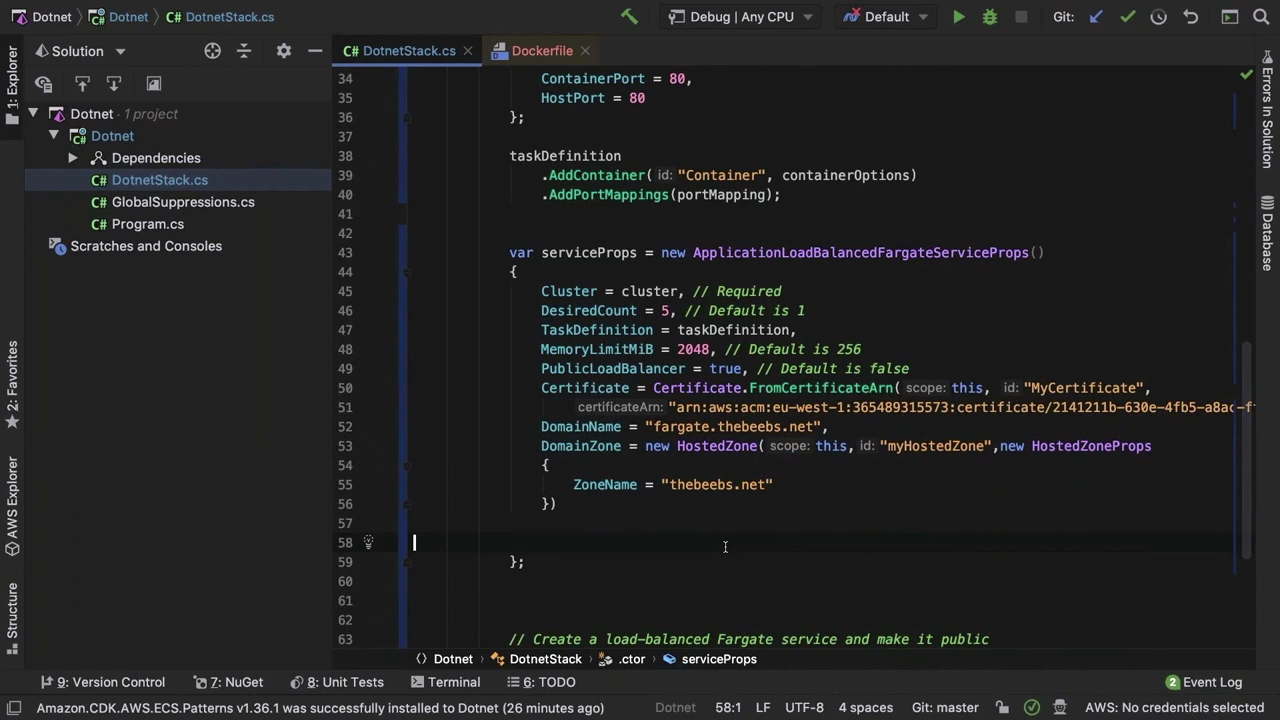 Dotnet Dotnet DotnetStack.cs Debug | Any CPU Default Git:
1: Explorer
Solution
DotnetStack.cs Dockerfile
Dotnet · 1 project
Dotnet
Dependencies
DotnetStack.cs
GlobalSuppressions.cs
Program.cs
Scratches and Consoles
2: Favorites
AWS Explorer
Structure
34 ContainerPort = 80,
35 HostPort = 80
36 };
37
38 taskDefinition
39 .AddContainer( id: "Container", containerOptions)
40 .AddPortMappings(portMapping);
41
42
43 var serviceProps = new ApplicationLoadBalancedFargateServiceProps()
44 {
45 Cluster = cluster, // Required
46 DesiredCount = 5, // Default is 1
47 TaskDefinition = taskDefinition,
48 MemoryLimitMiB = 2048, // Default is 256
49 PublicLoadBalancer = true, // Default is false
50 Certificate = Certificate.FromCertificateArn( scope: this, id: "MyCertificate",
51 certificateArn: "arn:aws:acm:eu-west-1:365489315573:certificate/2141211b-630e-4fb5-a8ac-f
52 DomainName = "fargate.thebeebs.net",
53 DomainZone = new HostedZone( scope: this, id: "myHostedZone",new HostedZoneProps
54 {
55 ZoneName = "thebeebs.net"
56 })
57
58
59 };
60
61
62
63 // Create a load-balanced Fargate service and make it public
Errors In Solution
Database
Dotnet DotnetStack .ctor serviceProps
9: Version Control 7: NuGet 8: Unit Tests Terminal 6: TODO 2 Event Log
Amazon.CDK.AWS.ECS.Patterns v1.36.1 was successfully installed to Dotnet (26 minutes ago) Dotnet 58:1 LF UTF-8 4 spaces Git: master AWS: No credentials selected